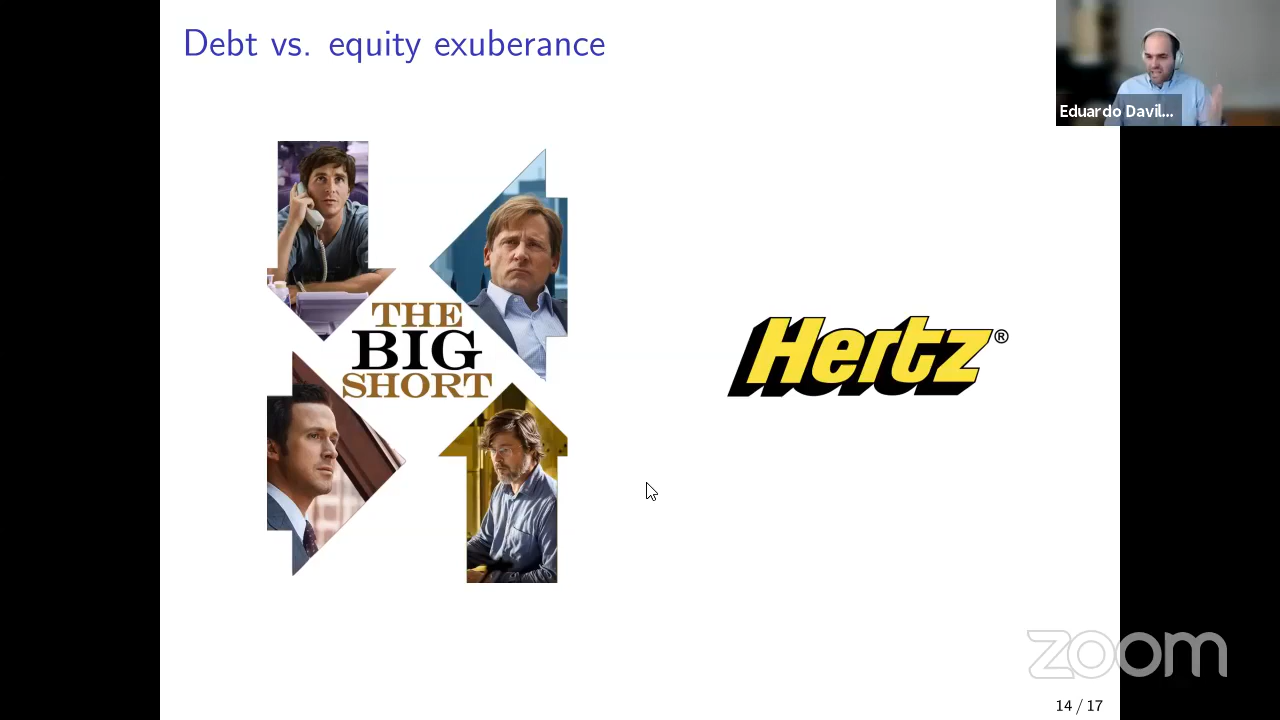 Debt vs. equity exuberance
Eduardo Davil...
THE
BIG
SHORT
Hertz®
zoom
14 / 17